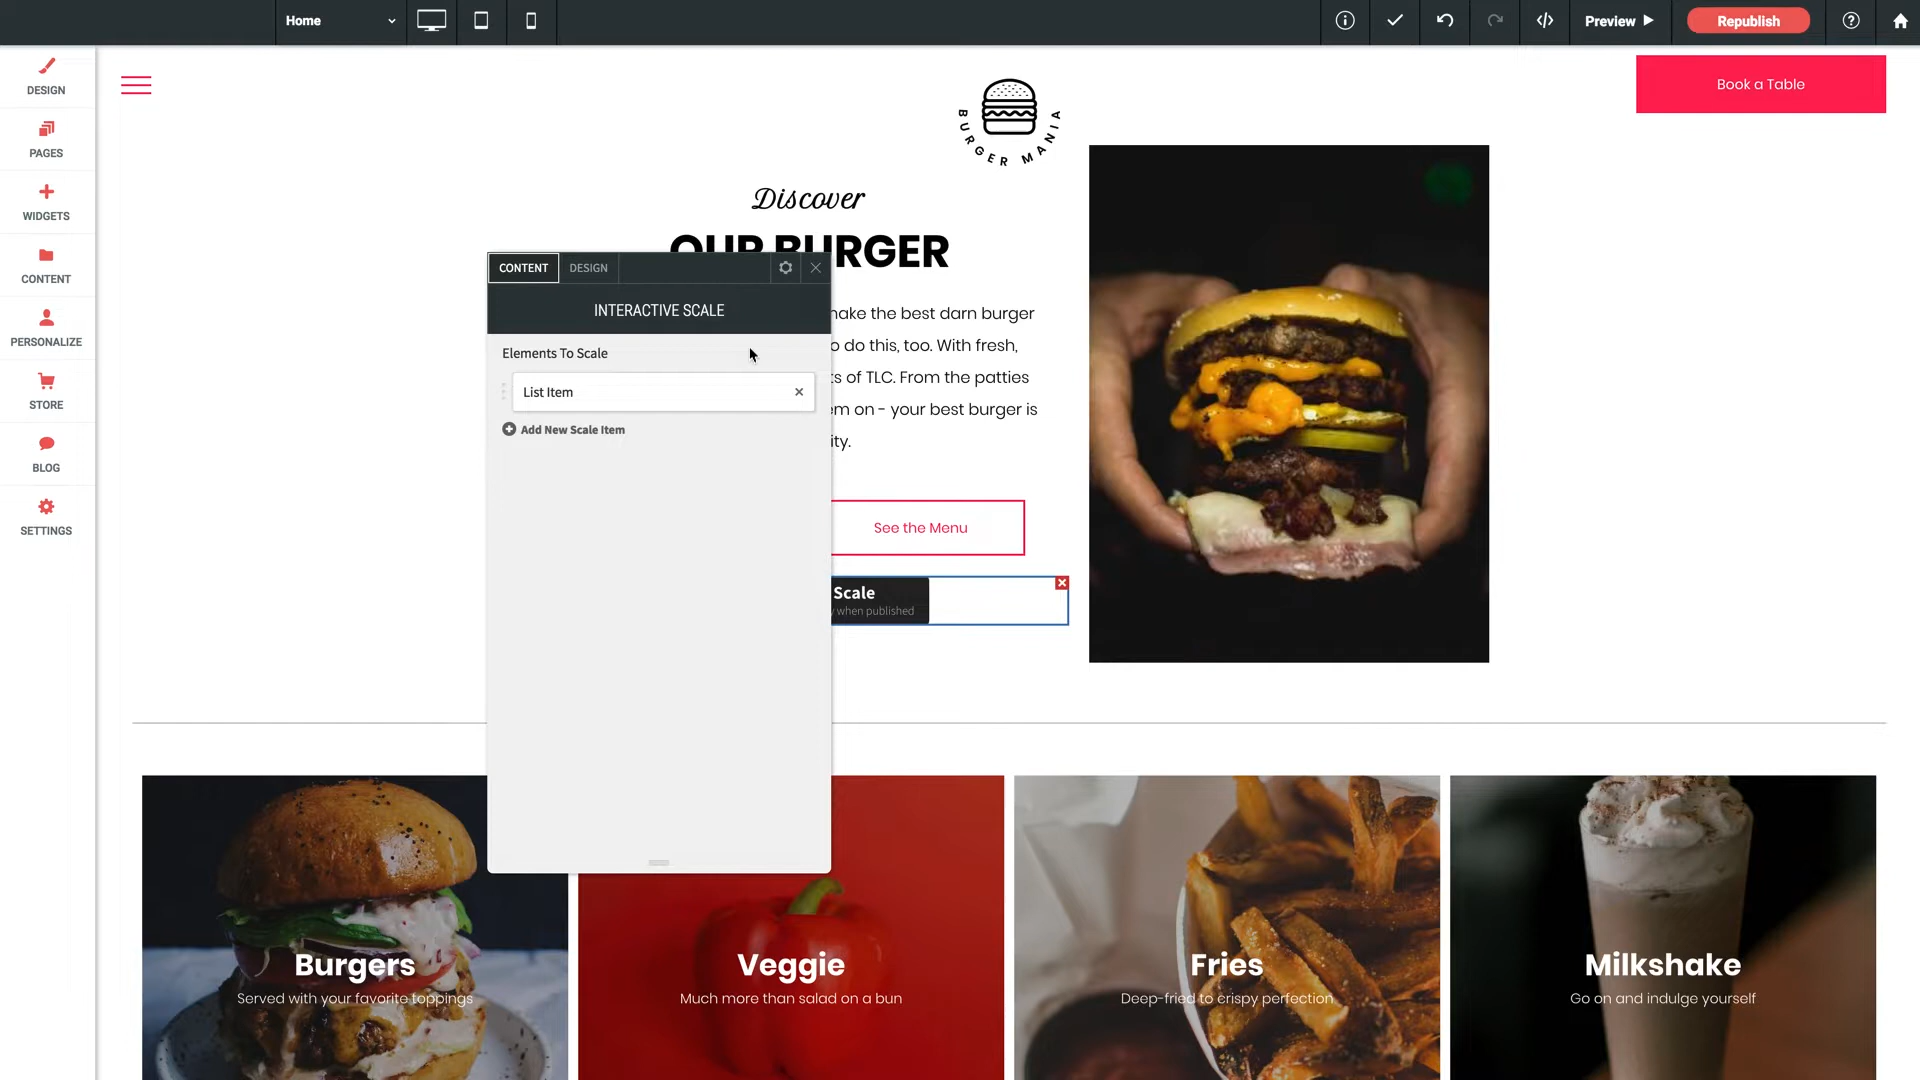 Home
Preview
Republish
DESIGN
PAGES
WIDGETS
CONTENT
PERSONALIZE
STORE
BLOG
SETTINGS
BURGER MANIA
Book a Table
Discover
OUR BURGER
make the best darn burger
o do this, too. With fresh,
ts of TLC. From the patties
em on - your best burger is
ity.
See the Menu
Scale
y when published
CONTENT
DESIGN
INTERACTIVE SCALE
Elements To Scale
List Item
Add New Scale Item
Burgers
Served with your favorite toppings
Veggie
Much more than salad on a bun
Fries
Deep-fried to crispy perfection
Milkshake
Go on and indulge yourself